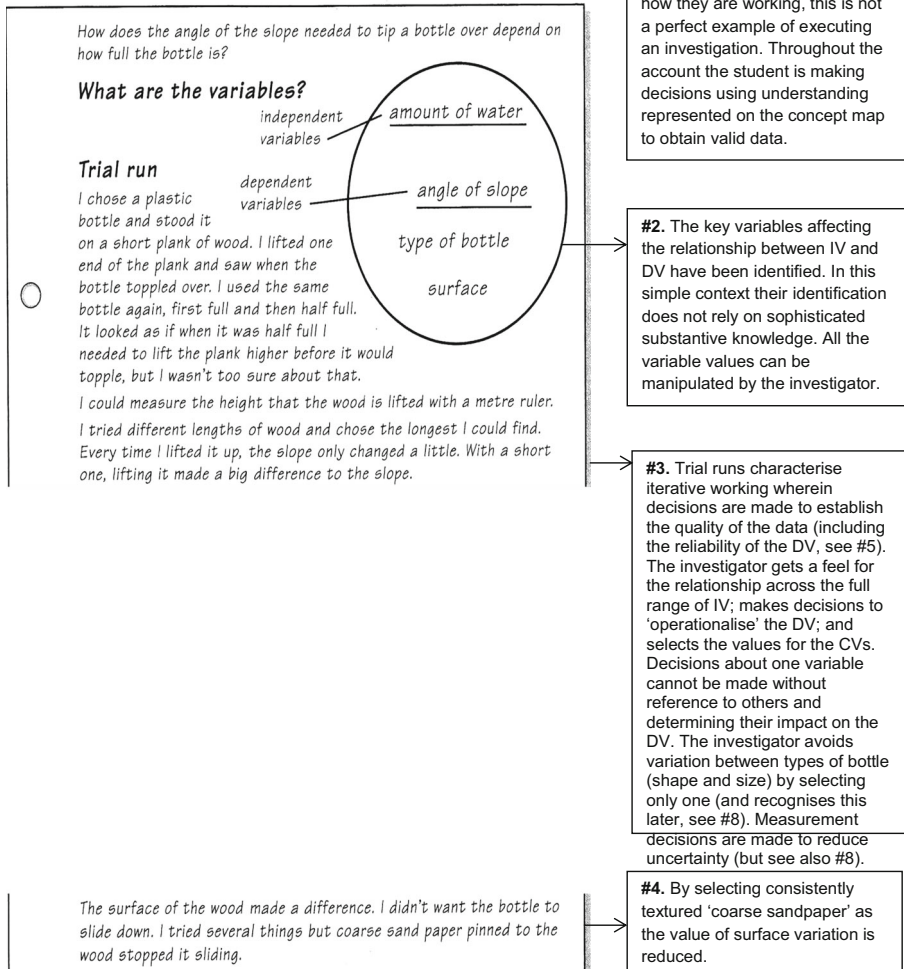 How does the angle of the slope needed to tip a bottle over depend on
how full the bottle is?
What are the variables?
independent
variables
amount of water
dependent
variables
angle of slope
type of bottle
surface
Trial run
I chose a plastic
bottle and stood it
on a short plank of wood. I lifted one
end of the plank and saw when the
bottle toppled over. I used the same
bottle again, first full and then half full.
It looked as if when it was half full I
needed to lift the plank higher before it would
topple, but I wasn't too sure about that.
I could measure the height that the wood is lifted with a metre ruler.
I tried different lengths of wood and chose the longest I could find.
Every time I lifted it up, the slope only changed a little. With a short
one, lifting it made a big difference to the slope.
The surface of the wood made a difference. I didn't want the bottle to
slide down. I tried several things but coarse sand paper pinned to the
wood stopped it sliding.
how they are working, this is not
a perfect example of executing
an investigation. Throughout the
account the student is making
decisions using understanding
represented on the concept map
to obtain valid data.
#2. The key variables affecting
the relationship between IV and
DV have been identified. In this
simple context their identification
does not rely on sophisticated
substantive knowledge. All the
variable values can be
manipulated by the investigator.
#3. Trial runs characterise
iterative working wherein
decisions are made to establish
the quality of the data (including
the reliability of the DV, see #5).
The investigator gets a feel for
the relationship across the full
range of IV; makes decisions to
‘operationalise’ the DV; and
selects the values for the CVs.
Decisions about one variable
cannot be made without
reference to others and
determining their impact on the
DV. The investigator avoids
variation between types of bottle
(shape and size) by selecting
only one (and recognises this
later, see #8). Measurement
decisions are made to reduce
uncertainty (but see also #8).
#4. By selecting consistently
textured ‘coarse sandpaper’ as
the value of surface variation is
reduced.